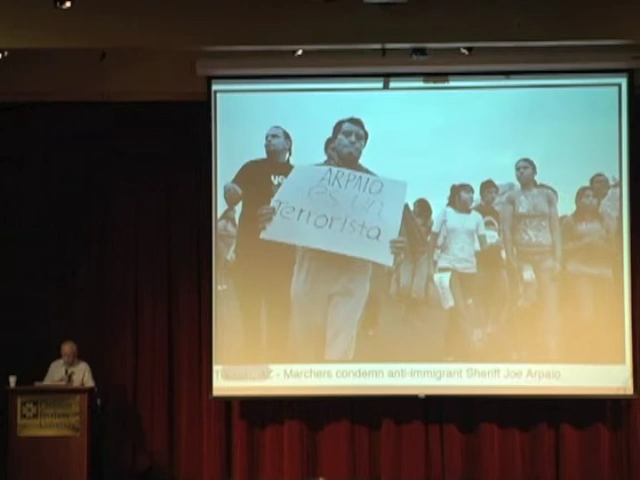 ARPAIO
es un
Terrorista
- Marchers condemn anti-immigrant Sheriff Joe Arpaio